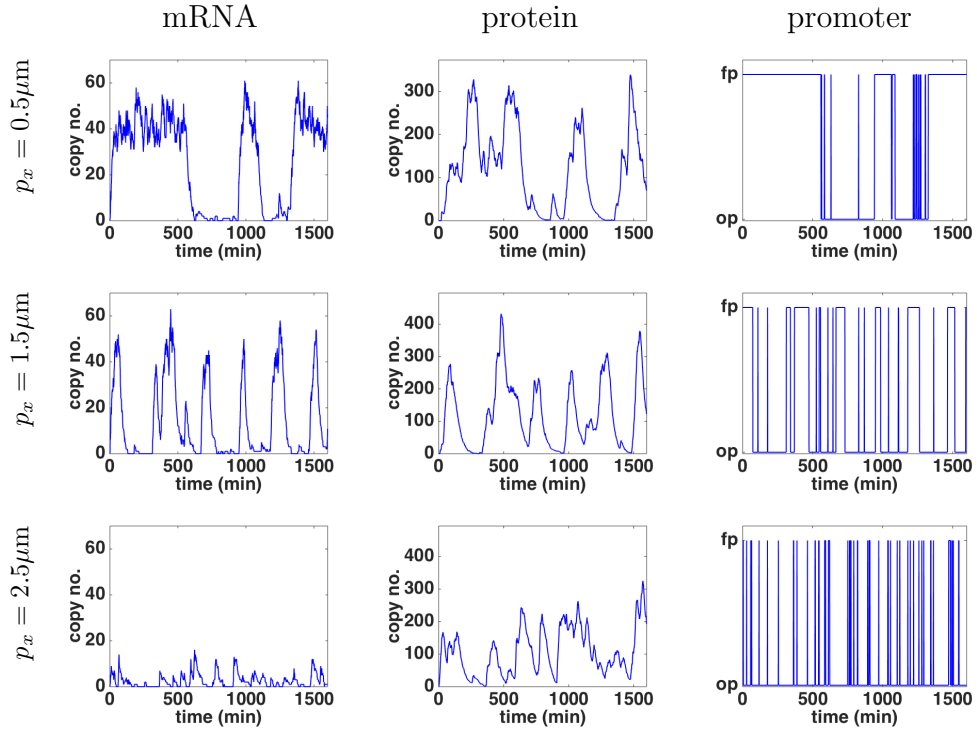 mRNA protein promoter
p_x = 0.5μm
copy no.
60
40
20
0
0 500 1000 1500
time (min)
copy no.
300
200
100
0
0 500 1000 1500
time (min)
fp
op
0 500 1000 1500
time (min)
p_x = 1.5μm
copy no.
60
40
20
0
0 500 1000 1500
time (min)
copy no.
400
300
200
100
0
0 500 1000 1500
time (min)
fp
op
0 500 1000 1500
time (min)
p_x = 2.5μm
copy no.
60
40
20
0
0 500 1000 1500
time (min)
copy no.
400
300
200
100
0
0 500 1000 1500
time (min)
fp
op
0 500 1000 1500
time (min)